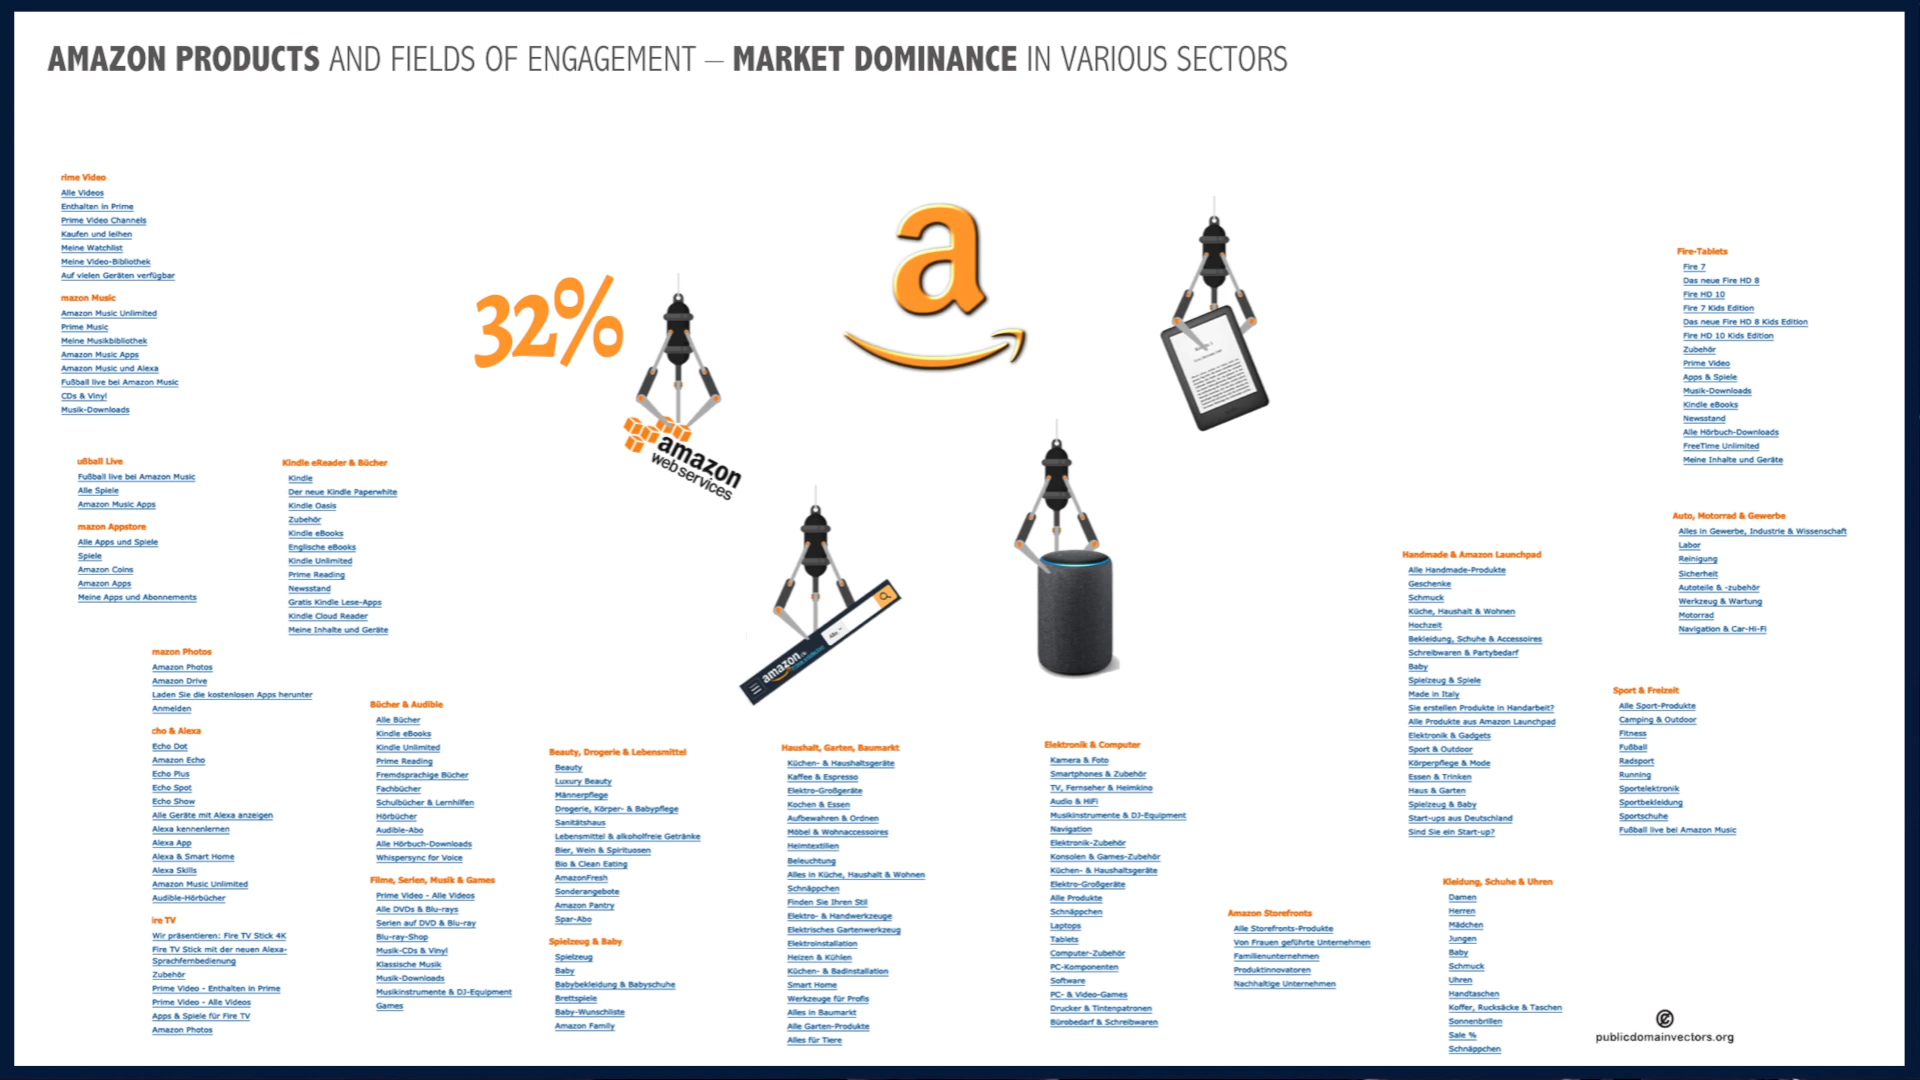 AMAZON PRODUCTS AND FIELDS OF ENGAGEMENT – MARKET DOMINANCE IN VARIOUS SECTORS
rime Video
Alle Videos
Enthalten in Prime
Prime Video Channels
Kaufen und leihen
Meine Watchlist
Meine Video-Bibliothek
Auf vielen Geräten verfügbar
mazon Music
Amazon Music Unlimited
Prime Music
Meine Musikbibliothek
Amazon Music Apps
Amazon Music und Alexa
Fußball live bei Amazon Music
CDs & Vinyl
Musik-Downloads
ußball Live
Fußball live bei Amazon Music
Alle Spiele
Amazon Music Apps
mazon Appstore
Alle Apps und Spiele
Spiele
Amazon Coins
Amazon Apps
Meine Apps und Abonnements
Kindle eReader & Bücher
Kindle
Der neue Kindle Paperwhite
Kindle Oasis
Zubehör
Kindle eBooks
Englische eBooks
Kindle Unlimited
Prime Reading
Newsstand
Gratis Kindle Lese-Apps
Kindle Cloud Reader
Meine Inhalte und Geräte
mazon Photos
Amazon Photos
Amazon Drive
Laden Sie die kostenlosen Apps herunter
Anmelden
cho & Alexa
Echo Dot
Amazon Echo
Echo Plus
Echo Spot
Echo Show
Alle Geräte mit Alexa anzeigen
Alexa kennenlernen
Alexa App
Alexa & Smart Home
Alexa Skills
Amazon Music Unlimited
Audible-Hörbücher
ire TV
Wir präsentieren: Fire TV Stick 4K
Fire TV Stick mit der neuen Alexa-
Sprachfernbedienung
Zubehör
Prime Video - Enthalten in Prime
Prime Video - Alle Videos
Apps & Spiele für Fire TV
Amazon Photos
Bücher & Audible
Alle Bücher
Kindle eBooks
Kindle Unlimited
Prime Reading
Fremdsprachige Bücher
Fachbücher
Schulbücher & Lernhilfen
Hörbücher
Audible-Abo
Alle Hörbuch-Downloads
Whispersync for Voice
Filme, Serien, Musik & Games
Prime Video - Alle Videos
Alle DVDs & Blu-rays
Serien auf DVD & Blu-ray
Blu-ray-Shop
Musik-CDs & Vinyl
Klassische Musik
Musik-Downloads
Musikinstrumente & DJ-Equipment
Games
32%
amazon
webservices
a
amazon.de
Alle
Beauty, Drogerie & Lebensmittel
Beauty
Luxury Beauty
Männerpflege
Drogerie, Körper- & Babypflege
Sanitätshaus
Lebensmittel & alkoholfreie Getränke
Bier, Wein & Spirituosen
Bio & Clean Eating
AmazonFresh
Sonderangebote
Amazon Pantry
Spar-Abo
Spielzeug & Baby
Spielzeug
Baby
Babybekleidung & Babyschuhe
Brettspiele
Baby-Wunschliste
Amazon Family
Haushalt, Garten, Baumarkt
Küchen- & Haushaltsgeräte
Kaffee & Espresso
Elektro-Großgeräte
Kochen & Essen
Aufbewahren & Ordnen
Möbel & Wohnaccessoires
Heimtextilien
Beleuchtung
Alles in Küche, Haushalt & Wohnen
Schnäppchen
Finden Sie Ihren Stil
Elektro- & Handwerkzeuge
Elektrisches Gartenwerkzeug
Elektroinstallation
Heizen & Kühlen
Küchen- & Badinstallation
Smart Home
Werkzeuge für Profis
Alles in Baumarkt
Alle Garten-Produkte
Alles für Tiere
Elektronik & Computer
Kamera & Foto
Smartphones & Zubehör
TV, Fernseher & Heimkino
Audio & HiFi
Musikinstrumente & DJ-Equipment
Navigation
Elektronik-Zubehör
Konsolen & Games-Zubehör
Küchen- & Haushaltsgeräte
Elektro-Großgeräte
Alle Produkte
Schnäppchen
Laptops
Tablets
Computer-Zubehör
PC-Komponenten
Software
PC- & Video-Games
Drucker & Tintenpatronen
Bürobedarf & Schreibwaren
Amazon Storefronts
Alle Storefronts-Produkte
Von Frauen geführte Unternehmen
Familienunternehmen
Produktinnovatoren
Nachhaltige Unternehmen
Handmade & Amazon Launchpad
Alle Handmade-Produkte
Geschenke
Schmuck
Küche, Haushalt & Wohnen
Hochzeit
Bekleidung, Schuhe & Accessoires
Schreibwaren & Partybedarf
Baby
Spielzeug & Spiele
Made in Italy
Sie erstellen Produkte in Handarbeit?
Alle Produkte aus Amazon Launchpad
Elektronik & Gadgets
Sport & Outdoor
Körperpflege & Mode
Essen & Trinken
Haus & Garten
Spielzeug & Baby
Start-ups aus Deutschland
Sind Sie ein Start-up?
Kleidung, Schuhe & Uhren
Damen
Herren
Mädchen
Jungen
Baby
Schmuck
Uhren
Handtaschen
Koffer, Rucksäcke & Taschen
Sonnenbrillen
Sale %
Schnäppchen
Fire-Tablets
Fire 7
Das neue Fire HD 8
Fire HD 10
Fire 7 Kids Edition
Das neue Fire HD 8 Kids Edition
Fire HD 10 Kids Edition
Zubehör
Prime Video
Apps & Spiele
Musik-Downloads
Kindle eBooks
Newsstand
Alle Hörbuch-Downloads
FreeTime Unlimited
Meine Inhalte und Geräte
Auto, Motorrad & Gewerbe
Alles in Gewerbe, Industrie & Wissenschaft
Labor
Reinigung
Sicherheit
Autoteile & -zubehör
Werkzeug & Wartung
Motorrad
Navigation & Car-Hi-Fi
Sport & Freizeit
Alle Sport-Produkte
Camping & Outdoor
Fitness
Fußball
Radsport
Running
Sportelektronik
Sportbekleidung
Sportschuhe
Fußball live bei Amazon Music
publicdomainvectors.org